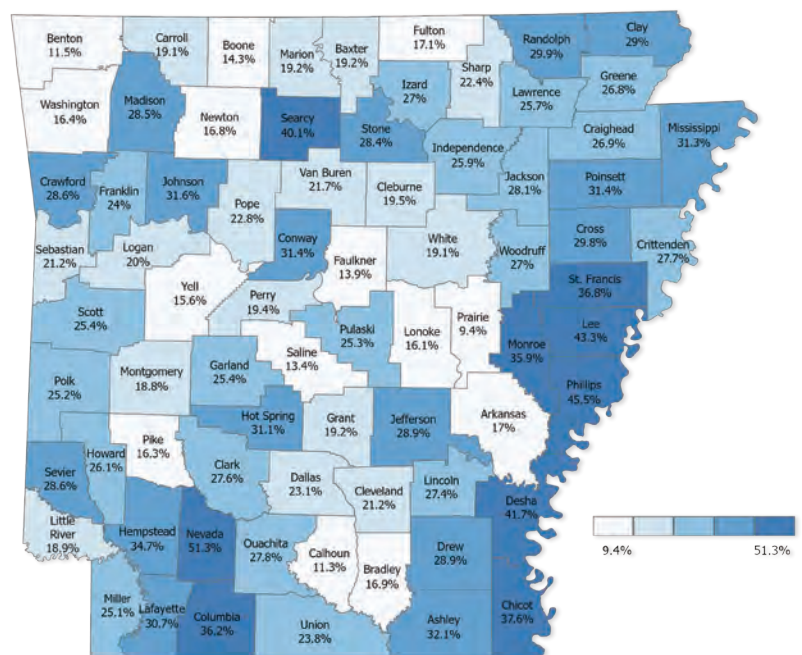 Benton
11.5%
Carroll
19.1%
Boone
14.3%
Marion
19.2%
Baxter
19.2%
Fulton
17.1%
Sharp
22.4%
Randolph
29.9%
Clay
29%
Greene
26.8%
Lawrence
25.7%
Izard
27%
Washington
16.4%
Madison
28.5%
Newton
16.8%
Searcy
40.1%
Stone
28.4%
Independence
25.9%
Craighead
26.9%
Mississippi
31.3%
Jackson
28.1%
Poinsett
31.4%
Crawford
28.6%
Franklin
24%
Johnson
31.6%
Pope
22.8%
Van Buren
21.7%
Cleburne
19.5%
Conway
31.4%
White
19.1%
Woodruff
27%
Cross
29.8%
Crittenden
27.7%
Sebastian
21.2%
Logan
20%
Yell
15.6%
Faulkner
13.9%
Perry
19.4%
St. Francis
36.8%
Scott
25.4%
Pulaski
25.3%
Lonoke
16.1%
Prairie
9.4%
Monroe
35.9%
Lee
43.3%
Saline
13.4%
Garland
25.4%
Montgomery
18.8%
Polk
25.2%
Phillips
45.5%
Hot Spring
31.1%
Grant
19.2%
Jefferson
28.9%
Arkansas
17%
Pike
16.3%
Howard
26.1%
Sevier
28.6%
Clark
27.6%
Dallas
23.1%
Cleveland
21.2%
Lincoln
27.4%
Desha
41.7%
Little
River
18.9%
Hempstead
34.7%
Nevada
51.3%
Ouachita
27.8%
Calhoun
11.3%
Bradley
16.9%
Drew
28.9%
Chicot
37.6%
Miller
25.1%
Lafayette
30.7%
Columbia
36.2%
Union
23.8%
Ashley
32.1%
9.4%
51.3%